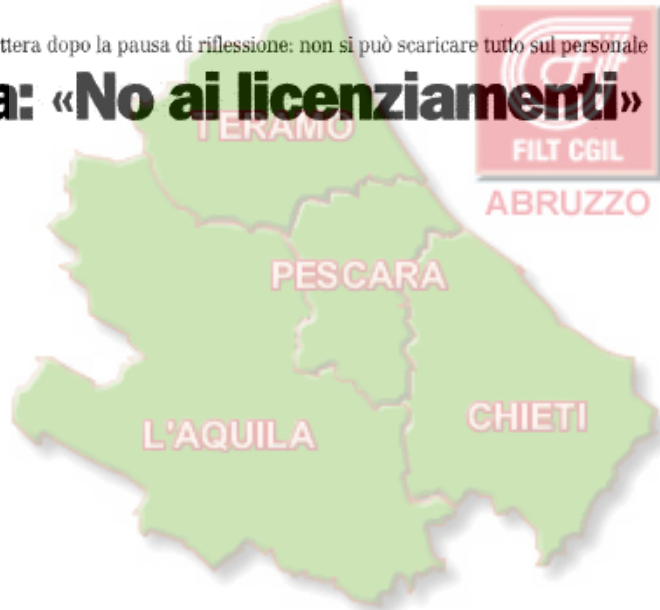 ttera dopo la pausa di riflessione: non si può scaricare tutto sul personale
a: «No ai licenziamenti»
TERAMO
Filt
FILT CGIL
ABRUZZO
PESCARA
L'AQUILA
CHIETI